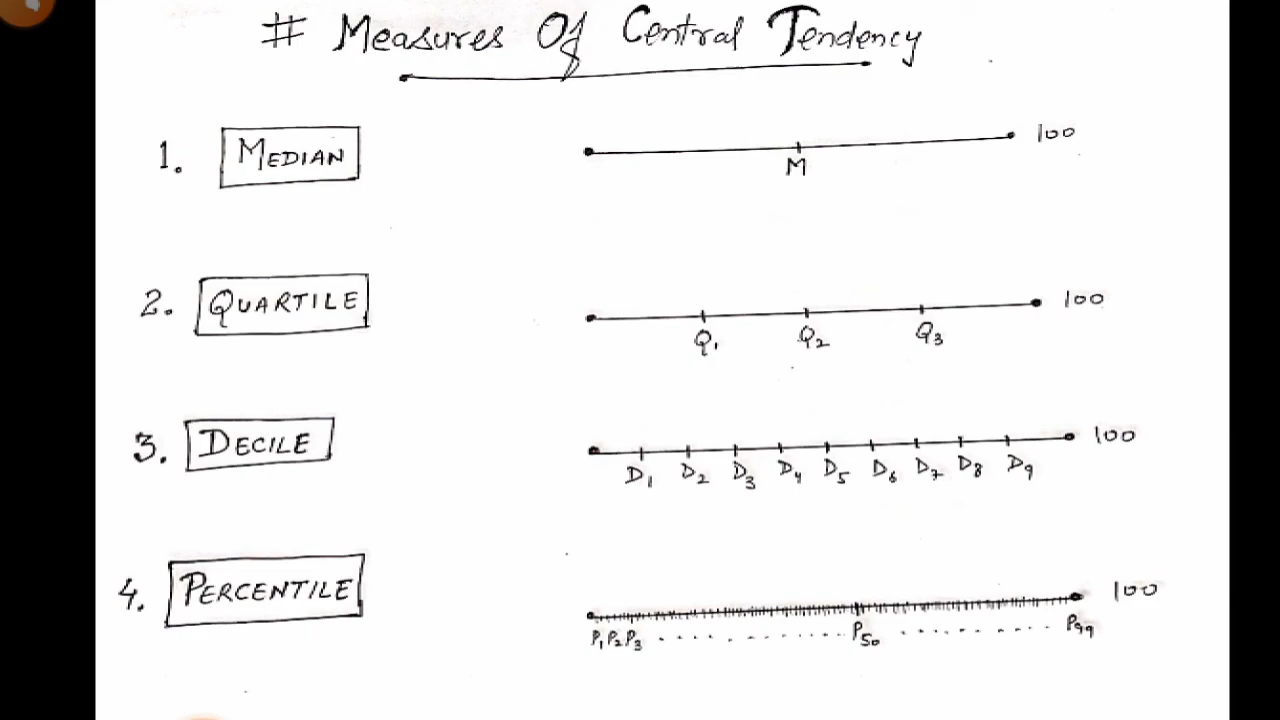 # Measures Of Central Tendency
1. MEDIAN
100
M
2. QUARTILE
100
Q1 Q2 Q3
3. DECILE
100
D1 D2 D3 D4 D5 D6 D7 D8 D9
4. PERCENTILE
100
P1 P2 P3 . . . . . . . . . . . . . . P50 . . . . . . . . . . . P99